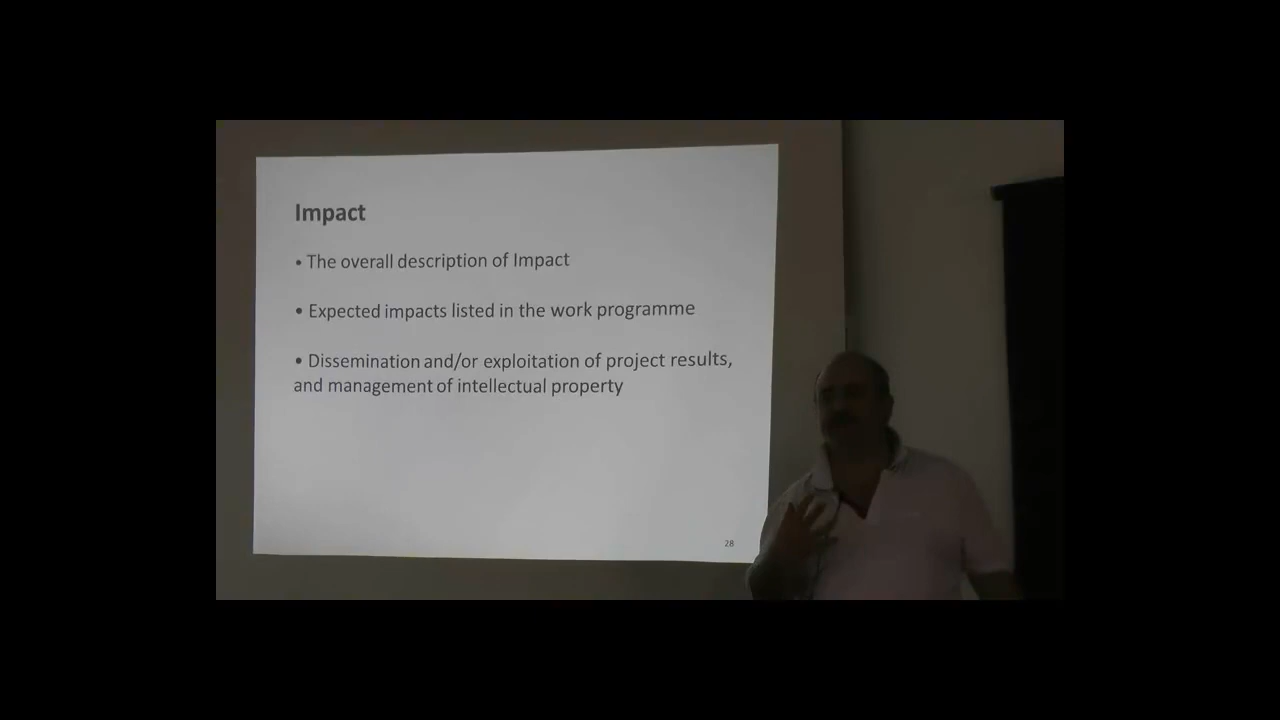 Impact
• The overall description of Impact
• Expected impacts listed in the work programme
• Dissemination and/or exploitation of project results,
and management of intellectual property
28